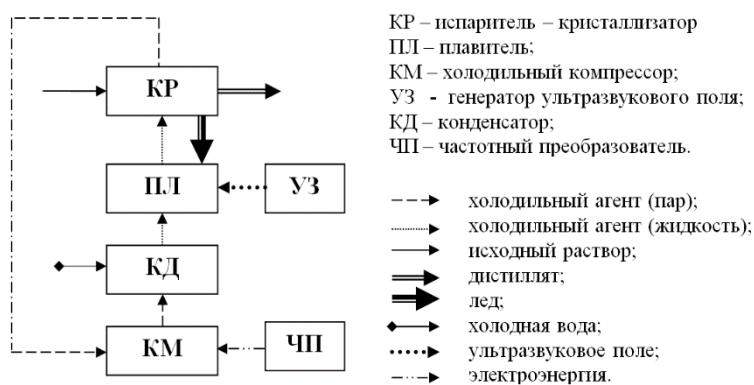 КР
ПЛ
УЗ
КД
КМ
ЧП
КР – испаритель – кристаллизатор
ПЛ – плавитель;
КМ – холодильный компрессор;
УЗ - генератор ультразвукового поля;
КД – конденсатор;
ЧП – частотный преобразователь.
холодильный агент (пар);
холодильный агент (жидкость);
исходный раствор;
дистиллят;
лед;
холодная вода;
ультразвуковое поле;
электроэнергия.